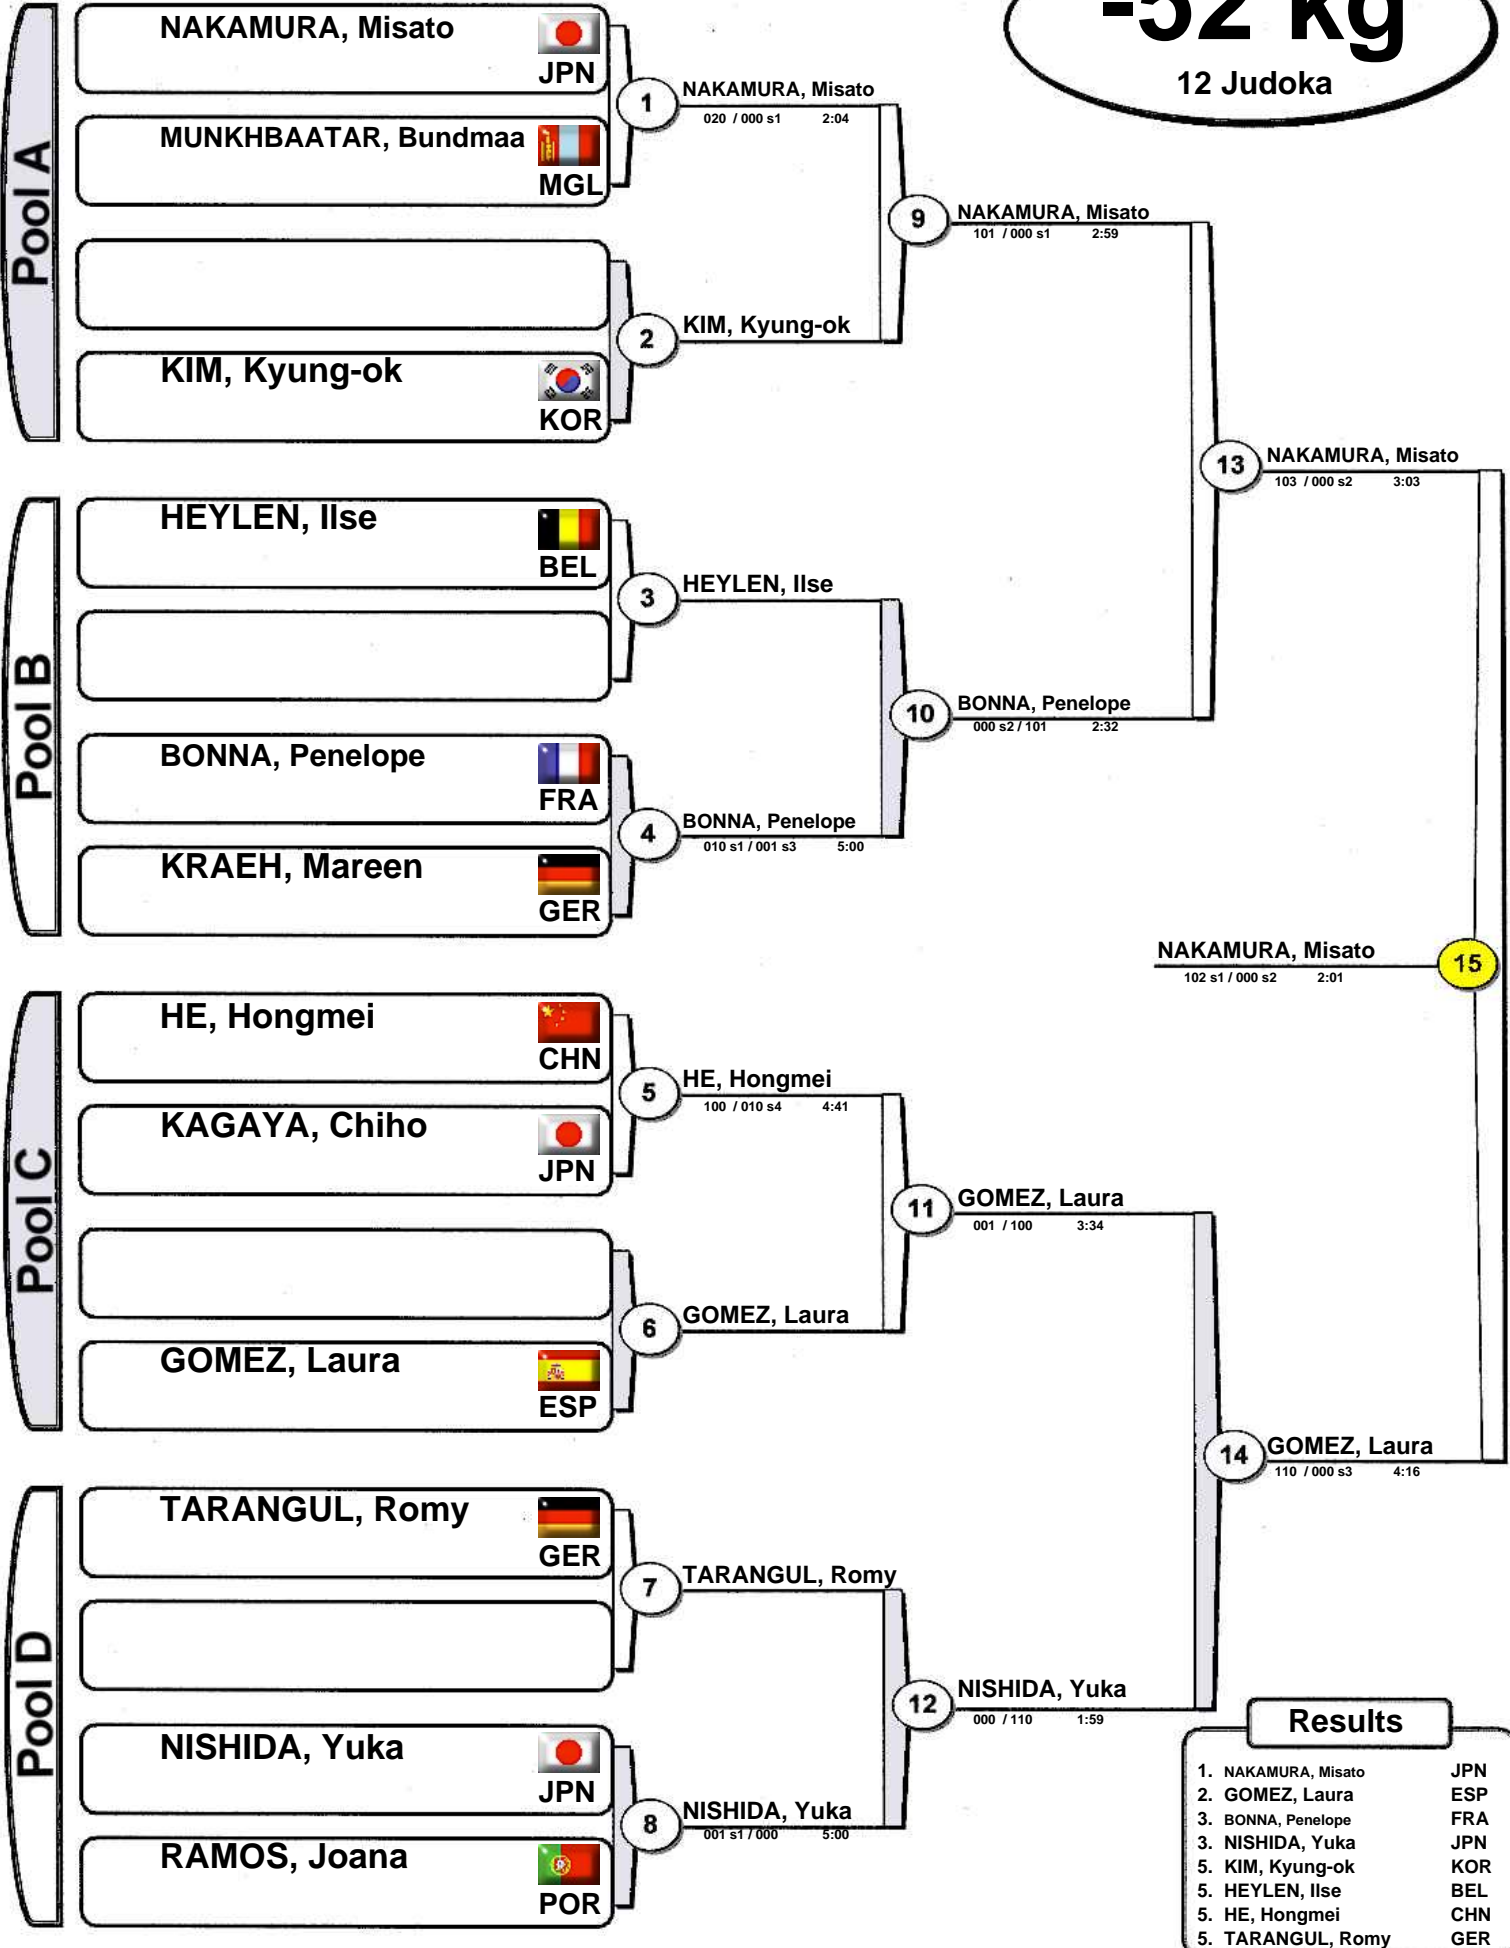 -52 kg
12 Judoka
Pool A
NAKAMURA, Misato
JPN
MUNKHBAATAR, Bundmaa
MGL
KIM, Kyung-ok
KOR
1
NAKAMURA, Misato
020 / 000 s1 2:04
2
KIM, Kyung-ok
9
NAKAMURA, Misato
101 / 000 s1 2:59
Pool B
HEYLEN, Ilse
BEL
BONNA, Penelope
FRA
KRAEH, Mareen
GER
3
HEYLEN, Ilse
4
BONNA, Penelope
010 s1 / 001 s3 5:00
10
BONNA, Penelope
000 s2 / 101 2:32
13
NAKAMURA, Misato
103 / 000 s2 3:03
NAKAMURA, Misato
102 s1 / 000 s2 2:01
15
Pool C
HE, Hongmei
CHN
KAGAYA, Chiho
JPN
GOMEZ, Laura
ESP
5
HE, Hongmei
100 / 010 s4 4:41
6
GOMEZ, Laura
11
GOMEZ, Laura
001 / 100 3:34
Pool D
TARANGUL, Romy
GER
NISHIDA, Yuka
JPN
RAMOS, Joana
POR
7
TARANGUL, Romy
8
NISHIDA, Yuka
001 s1 / 000 5:00
12
NISHIDA, Yuka
000 / 110 1:59
14
GOMEZ, Laura
110 / 000 s3 4:16
Results
1. NAKAMURA, Misato JPN
2. GOMEZ, Laura ESP
3. BONNA, Penelope FRA
3. NISHIDA, Yuka JPN
5. KIM, Kyung-ok KOR
5. HEYLEN, Ilse BEL
5. HE, Hongmei CHN
5. TARANGUL, Romy GER